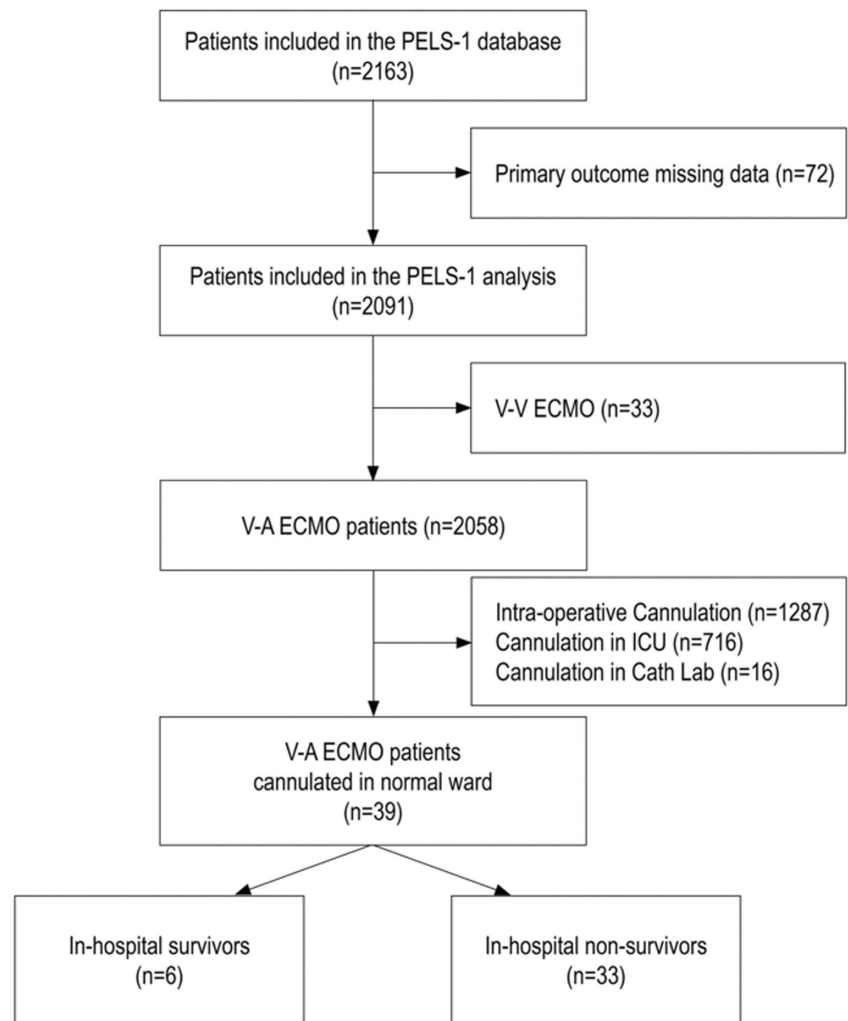 Patients included in the PELS-1 database
(n=2163)
Primary outcome missing data (n=72)
Patients included in the PELS-1 analysis
(n=2091)
V-V ECMO (n=33)
V-A ECMO patients (n=2058)
Intra-operative Cannulation (n=1287)
Cannulation in ICU (n=716)
Cannulation in Cath Lab (n=16)
V-A ECMO patients
cannulated in normal ward
(n=39)
In-hospital survivors
(n=6)
In-hospital non-survivors
(n=33)